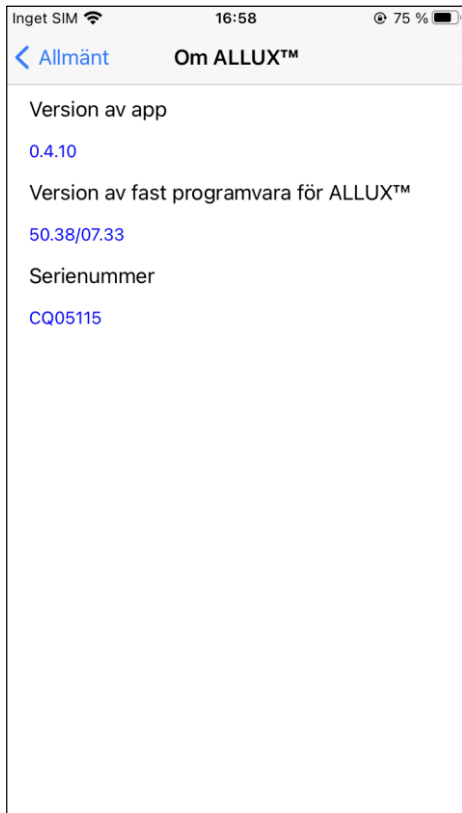 Inget SIM 16:58 75 %
Allmänt Om ALLUX™
Version av app
0.4.10
Version av fast programvara för ALLUX™
50.38/07.33
Serienummer
CQ05115